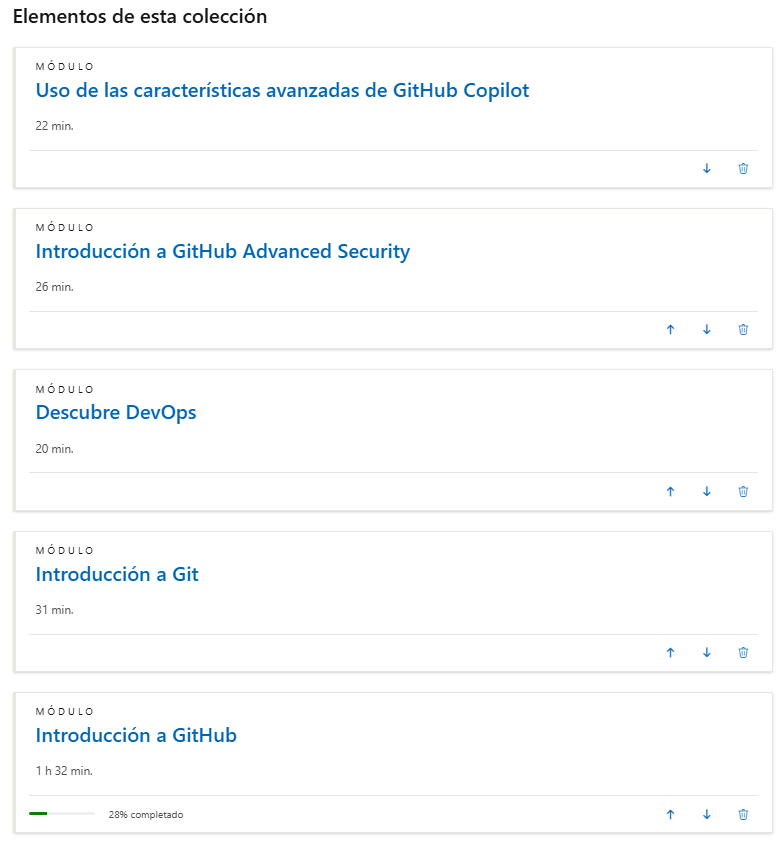 Elementos de esta colección
MÓDULO
Uso de las características avanzadas de GitHub Copilot
22 min.
MÓDULO
Introducción a GitHub Advanced Security
26 min.
MÓDULO
Descubre DevOps
20 min.
MÓDULO
Introducción a Git
31 min.
MÓDULO
Introducción a GitHub
1 h 32 min.
28% completado